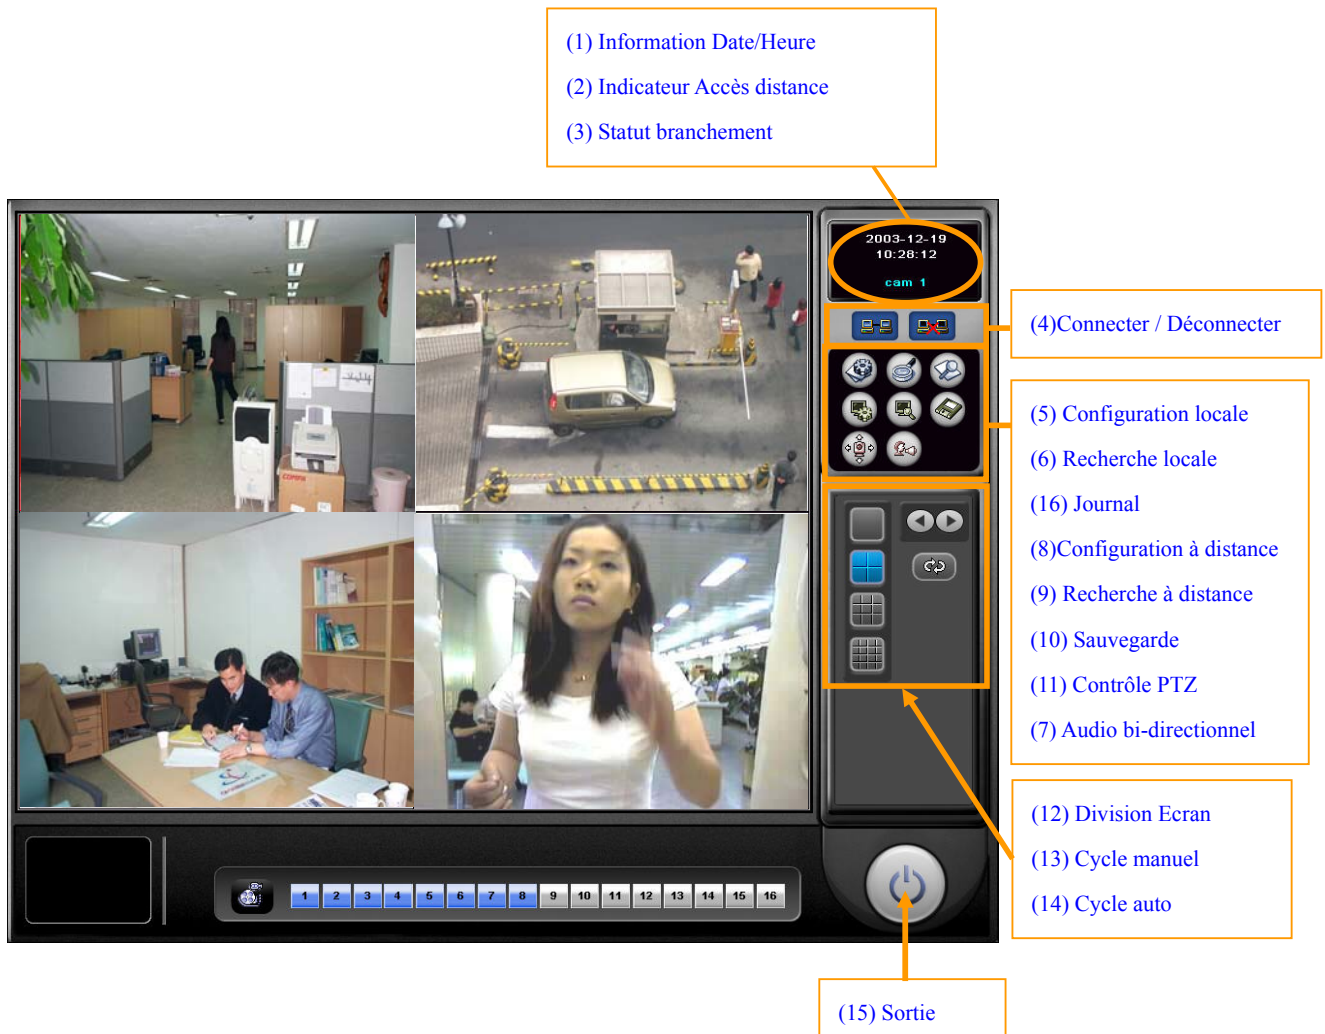 (1) Information Date/Heure
(2) Indicateur Accès distance
(3) Statut branchement
2003-12-19
10:28:12
cam 1
(4)Connecter / Déconnecter
(5) Configuration locale
(6) Recherche locale
(16) Journal
(8)Configuration à distance
(9) Recherche à distance
(10) Sauvegarde
(11) Contrôle PTZ
(7) Audio bi-directionnel
(12) Division Ecran
(13) Cycle manuel
(14) Cycle auto
1 2 3 4 5 6 7 8 9 10 11 12 13 14 15 16
(15) Sortie